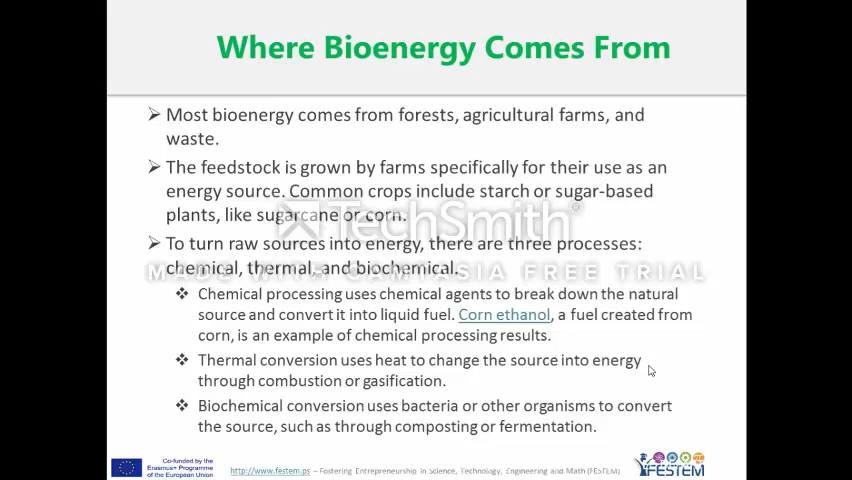 Where Bioenergy Comes From
Most bioenergy comes from forests, agricultural farms, and
waste.
The feedstock is grown by farms specifically for their use as an
energy source. Common crops include starch or sugar-based
plants, like sugarcane or corn.
TechSmith®
To turn raw sources into energy, there are three processes:
chemical, thermal, and biochemical.
MADE WITH CAMTASIA FREE TRIAL
Chemical processing uses chemical agents to break down the natural
source and convert it into liquid fuel. Corn ethanol, a fuel created from
corn, is an example of chemical processing results.
Thermal conversion uses heat to change the source into energy
through combustion or gasification.
Biochemical conversion uses bacteria or other organisms to convert
the source, such as through composting or fermentation.
Co-funded by the
Erasmus+ Programme
of the European Union
http://www.festem.ps – Fostering Entrepreneurship in Science, Technology, Engineering and Math (FESTEM)
FESTEM